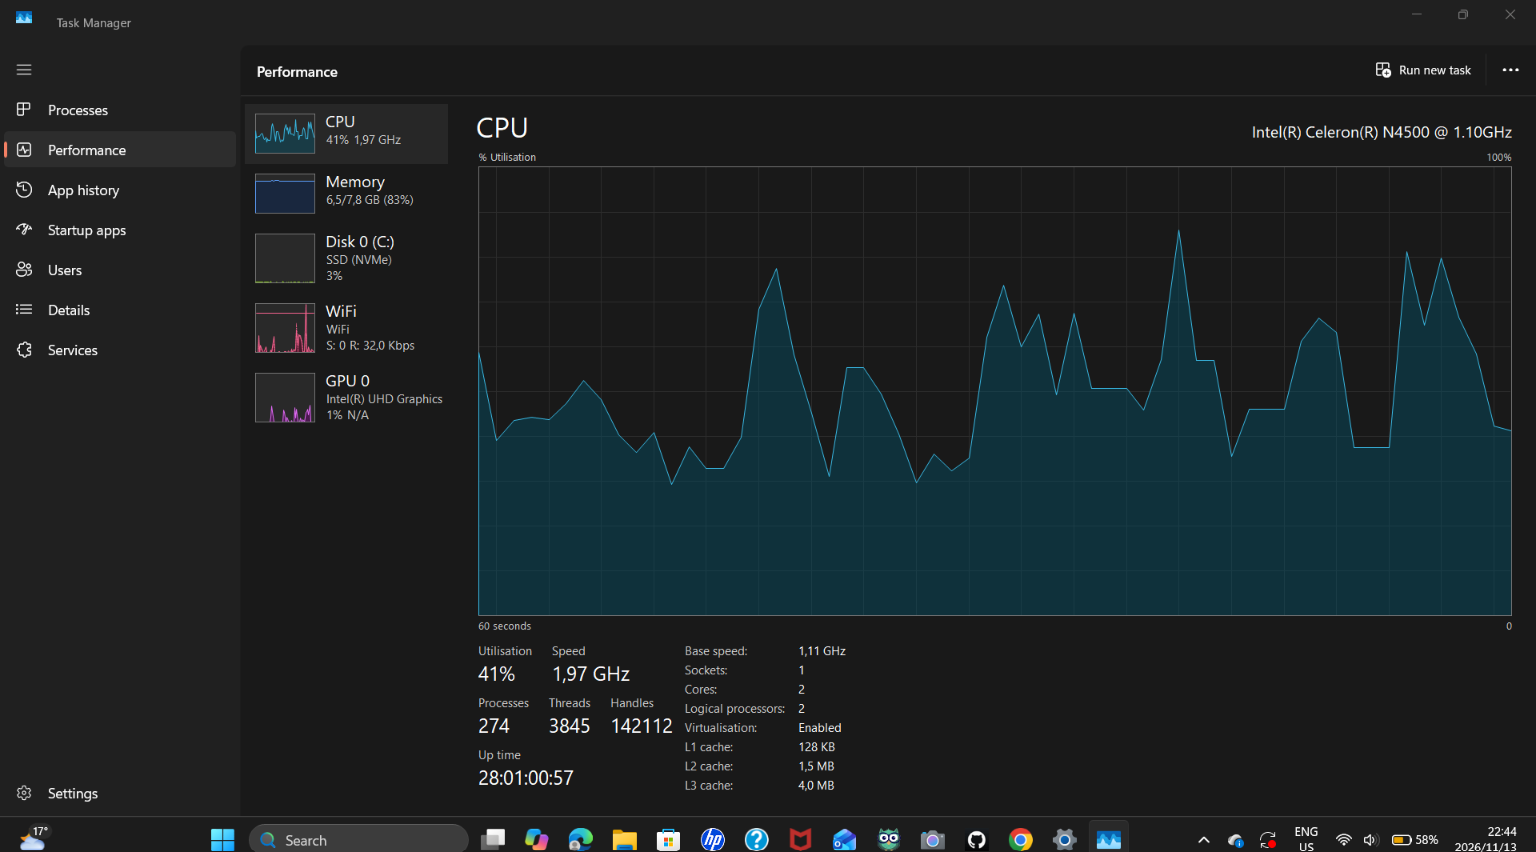 Task Manager
Performance
Run new task
Processes
Performance
App history
Startup apps
Users
Details
Services
Settings
CPU
41% 1,97 GHz
Memory
6,5/7,8 GB (83%)
Disk 0 (C:)
SSD (NVMe)
3%
WiFi
WiFi
S: 0 R: 32,0 Kbps
GPU 0
Intel(R) UHD Graphics
1% N/A
CPU
Intel(R) Celeron(R) N4500 @ 1.10GHz
% Utilisation
100%
60 seconds
0
Utilisation
Speed
41%
1,97 GHz
Processes
Threads
Handles
274
3845
142112
Up time
28:01:00:57
Base speed: 1,11 GHz
Sockets: 1
Cores: 2
Logical processors: 2
Virtualisation: Enabled
L1 cache: 128 KB
L2 cache: 1,5 MB
L3 cache: 4,0 MB
17°
Search
hp
ENG
US
58%
22:44
2026/11/13